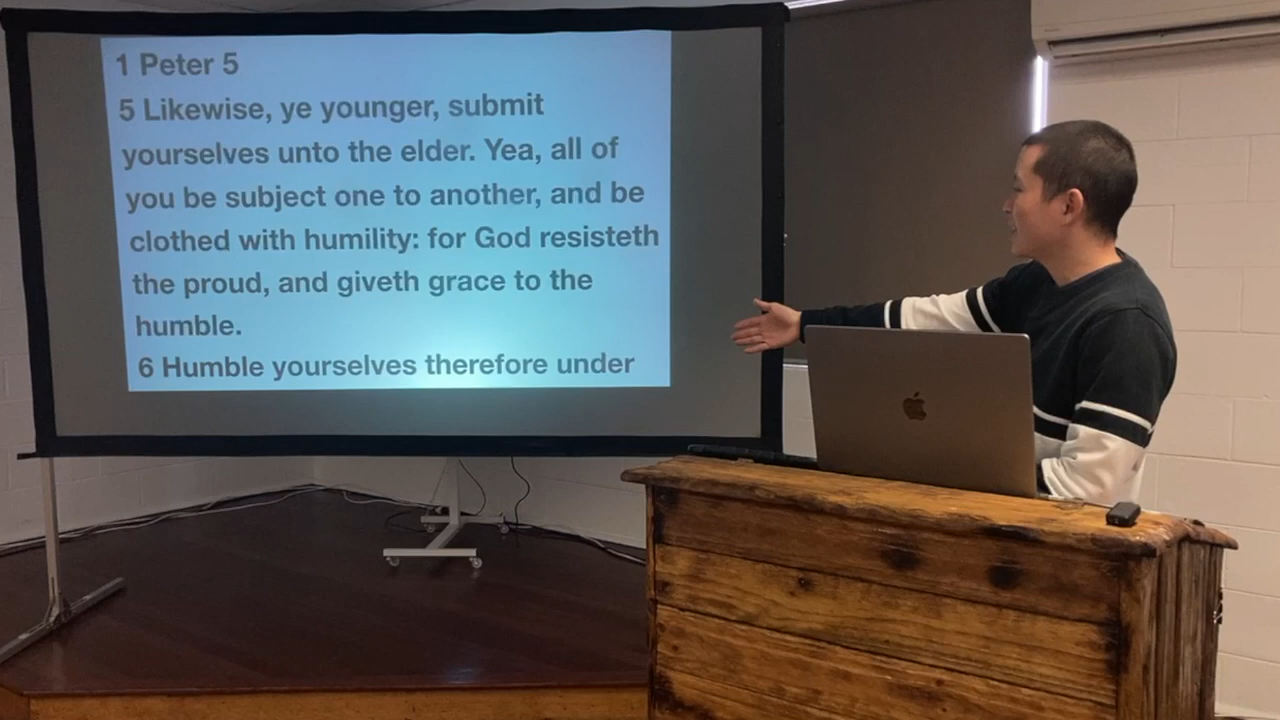 1 Peter 5
5 Likewise, ye younger, submit
yourselves unto the elder. Yea, all of
you be subject one to another, and be
clothed with humility: for God resisteth
the proud, and giveth grace to the
humble.
6 Humble yourselves therefore under